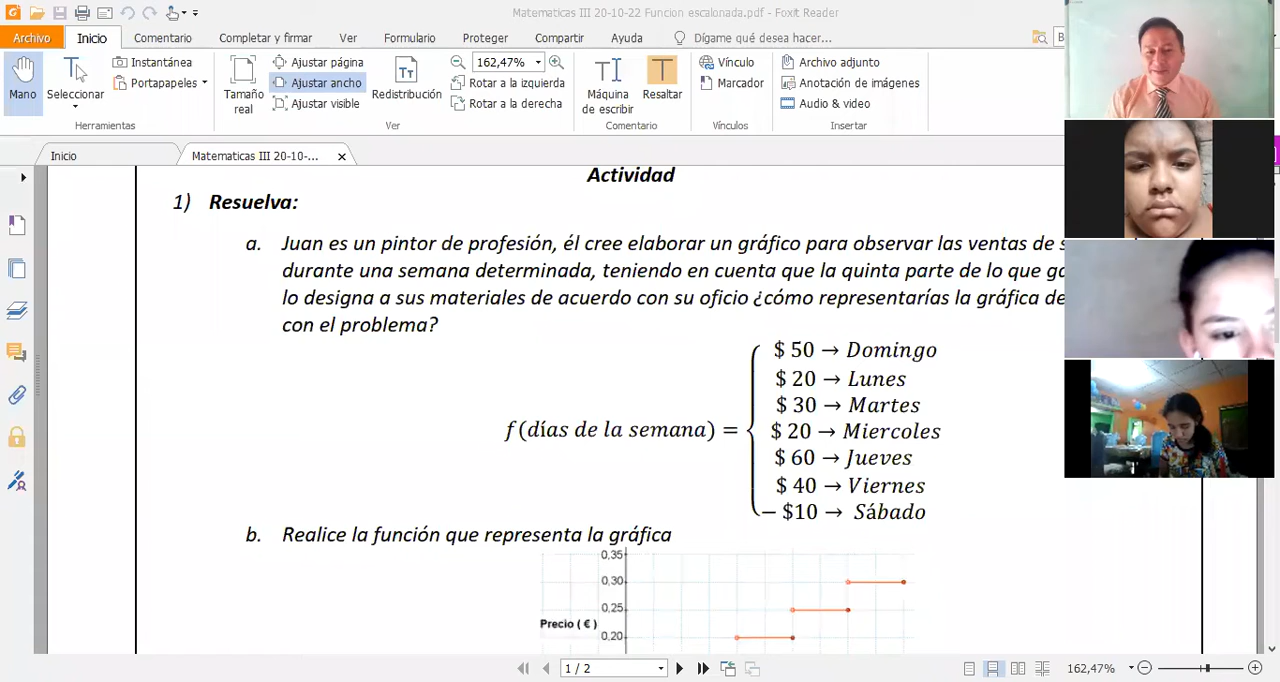 Matematicas III 20-10-22 Funcion escalonada.pdf - Foxit Reader
Archivo Inicio Comentario Completar y firmar Ver Formulario Proteger Compartir Ayuda Dígame qué desea hacer...
Mano
Seleccionar
Instantánea
Portapapeles
Herramientas
Tamaño real
Ajustar página
Ajustar ancho
Ajustar visible
Redistribución
162,47%
Rotar a la izquierda
Rotar a la derecha
Ver
Máquina de escribir
Resaltar
Comentario
Vínculo
Marcador
Vínculos
Archivo adjunto
Anotación de imágenes
Audio & video
Insertar
Inicio
Matematicas III 20-10-...
Actividad
1) Resuelva:
a. Juan es un pintor de profesión, él cree elaborar un gráfico para observar las ventas de
durante una semana determinada, teniendo en cuenta que la quinta parte de lo que
lo designa a sus materiales de acuerdo con su oficio ¿cómo representarías la gráfica
con el problema?
$ 50 → Domingo
$ 20 → Lunes
$ 30 → Martes
f(días de la semana) =
$ 20 → Miercoles
$ 60 → Jueves
$ 40 → Viernes
− $10 → Sábado
b. Realice la función que representa la gráfica
0,35
0,30
0,25
Precio ( € )
0,20
1 / 2
162,47%